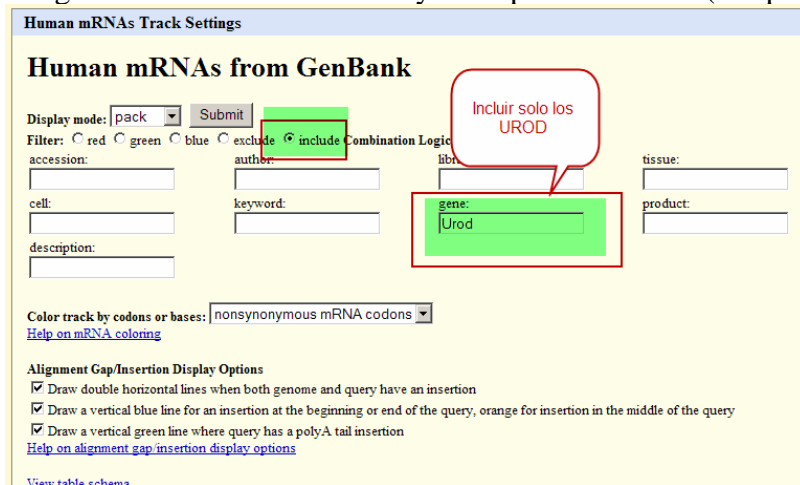 Human mRNAs Track Settings
Human mRNAs from GenBank
Incluir solo los
UROD
Display mode: pack Submit
Filter: red green blue exclude include Combination Logic
accession: author: tissue:
cell: keyword: gene: product:
Urod
description:
Color track by codons or bases: nonsynonymous mRNA codons
Help on mRNA coloring
Alignment Gap/Insertion Display Options
Draw double horizontal lines when both genome and query have an insertion
Draw a vertical blue line for an insertion at the beginning or end of the query, orange for insertion in the middle of the query
Draw a vertical green line where query has a polyA tail insertion
Help on alignment gap/insertion display options
View table schema